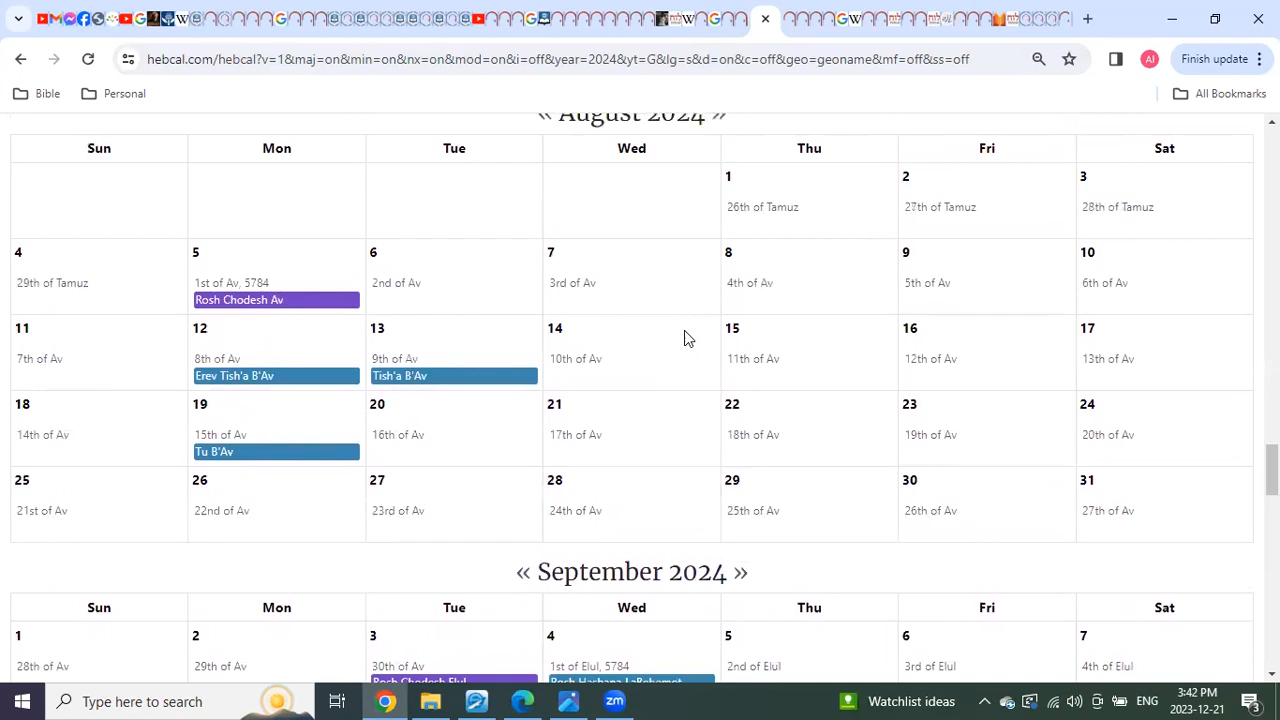 hebcal.com/hebcal?v=1&maj=on&min=on&nx=on&mod=on&i=off&year=2024&yt=G&lg=s&d=on&c=off&geo=geoname&mf=off&ss=off
AI
Finish update
Bible
Personal
All Bookmarks
« August 2024 »
Sun Mon Tue Wed Thu Fri Sat
1 2 3
26th of Tamuz 27th of Tamuz 28th of Tamuz
4 5 6 7 8 9 10
29th of Tamuz 1st of Av, 5784 2nd of Av 3rd of Av 4th of Av 5th of Av 6th of Av
Rosh Chodesh Av
11 12 13 14 15 16 17
7th of Av 8th of Av 9th of Av 10th of Av 11th of Av 12th of Av 13th of Av
Erev Tish'a B'Av Tish'a B'Av
18 19 20 21 22 23 24
14th of Av 15th of Av 16th of Av 17th of Av 18th of Av 19th of Av 20th of Av
Tu B'Av
25 26 27 28 29 30 31
21st of Av 22nd of Av 23rd of Av 24th of Av 25th of Av 26th of Av 27th of Av
« September 2024 »
Sun Mon Tue Wed Thu Fri Sat
1 2 3 4 5 6 7
28th of Av 29th of Av 30th of Av 1st of Elul, 5784 2nd of Elul 3rd of Elul 4th of Elul
Rosh Chodesh Elul Rosh Hashana LaBehemot
Type here to search
zm
Watchlist ideas
ENG
3:42 PM
2023-12-21
3